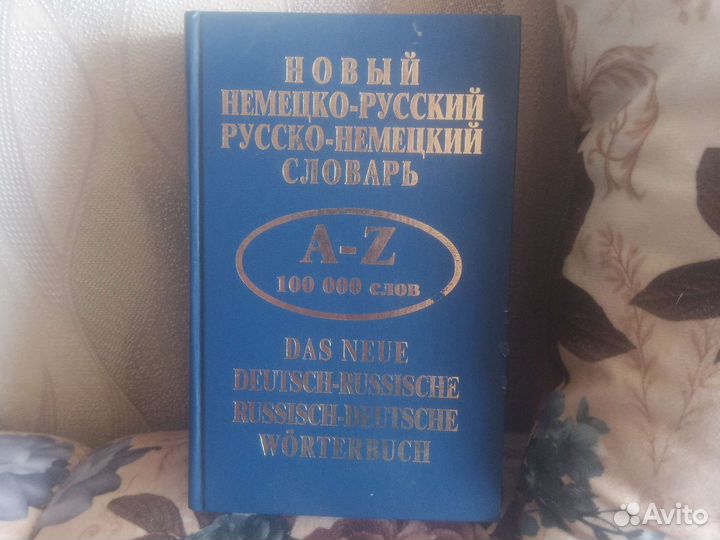 НОВЫЙ
НЕМЕЦКО-РУССКИЙ
РУССКО-НЕМЕЦКИЙ
СЛОВАРЬ
A-Z
100 000 слов
DAS NEUE
DEUTSCH-RUSSISCHE
RUSSISCH-DEUTSCHE
WÖRTERBUCH
Avito